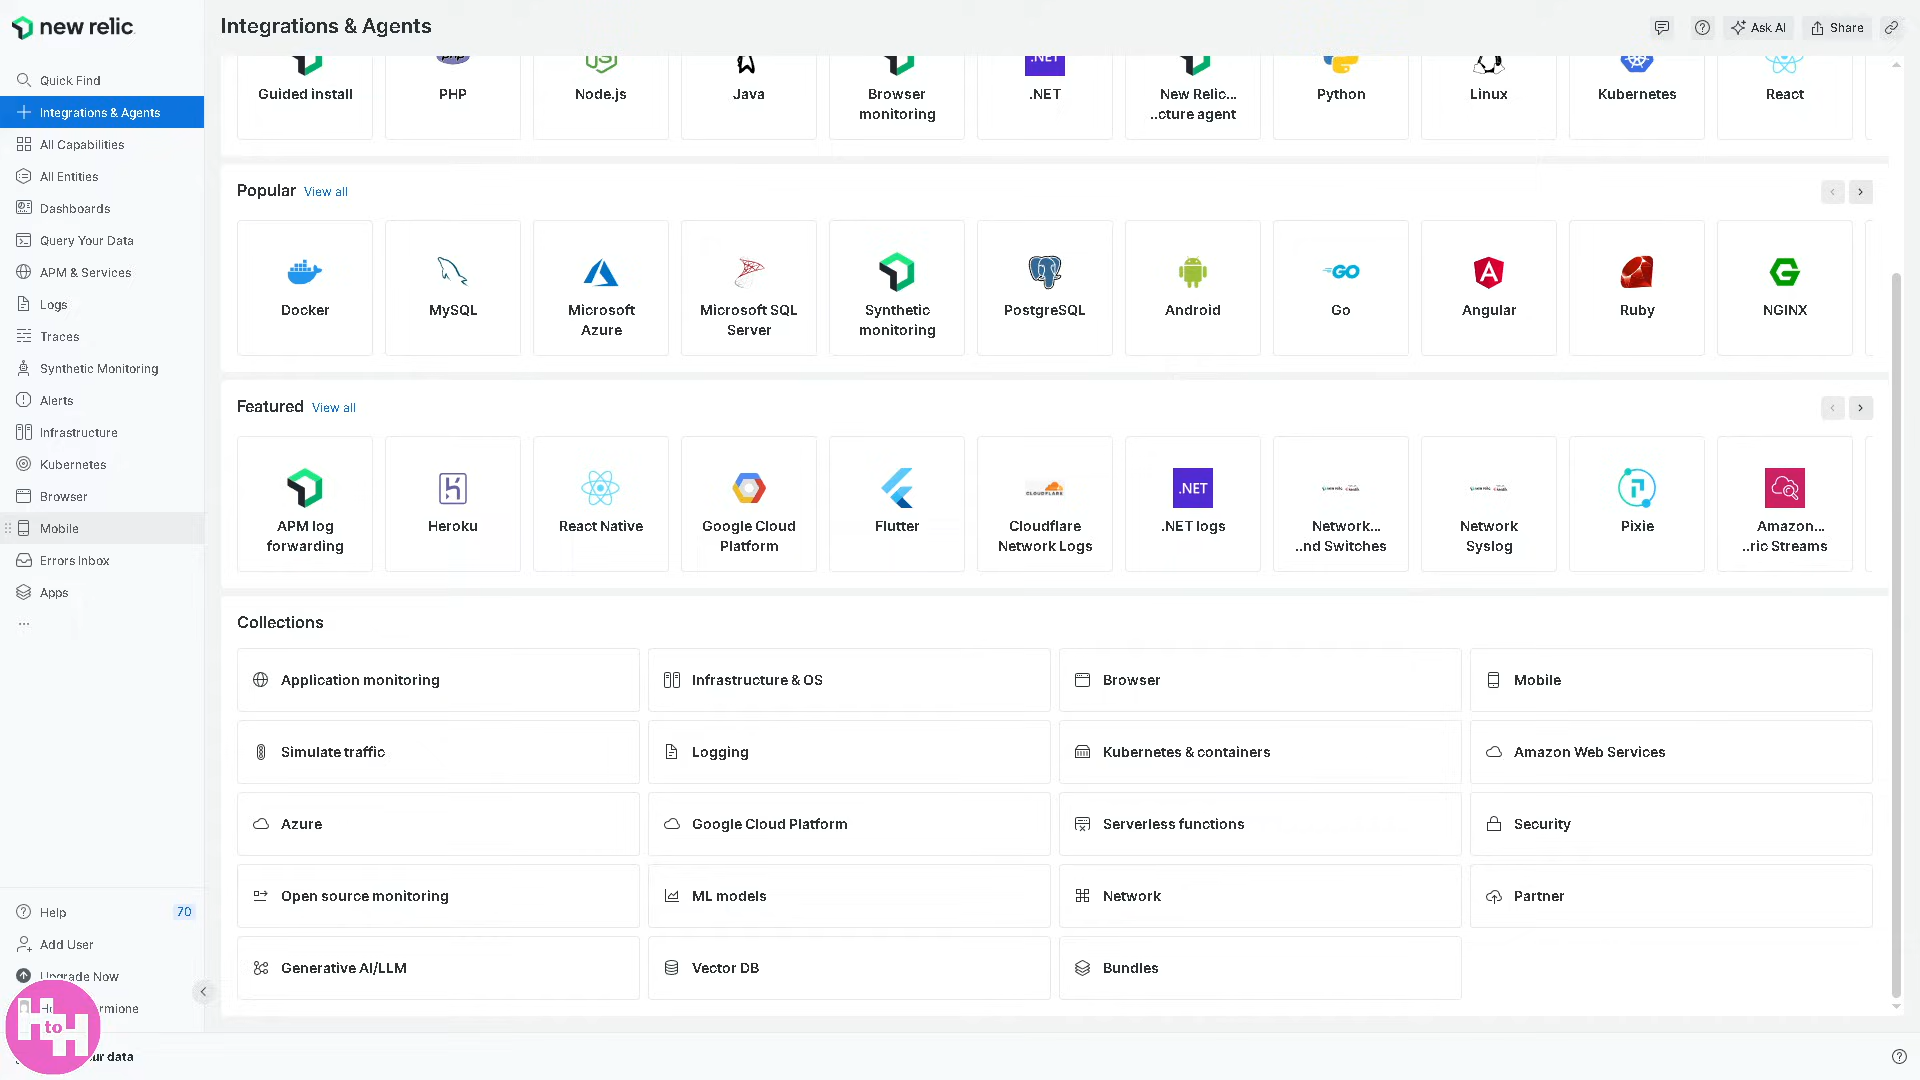 new relic
Integrations & Agents
Ask AI
Share
Quick Find
Integrations & Agents
All Capabilities
All Entities
Dashboards
Query Your Data
APM & Services
Logs
Traces
Synthetic Monitoring
Alerts
Infrastructure
Kubernetes
Browser
Mobile
Errors Inbox
Apps
...
Help
70
Add User
Upgrade Now
rmione
H to H
ur data
Guided install
php
PHP
Node.js
Java
Browser
monitoring
.NET
.NET
New Relic...
..cture agent
Python
Linux
Kubernetes
React
Popular
View all
Docker
MySQL
Microsoft
Azure
Microsoft SQL
Server
Synthetic
monitoring
PostgreSQL
Android
GO
Go
Angular
Ruby
NGINX
Featured
View all
APM log
forwarding
Heroku
React Native
Google Cloud
Platform
Flutter
CLOUDFLARE
Cloudflare
Network Logs
.NET
.NET logs
Network...
..nd Switches
Network
Syslog
Pixie
Amazon...
..ric Streams
Collections
Application monitoring
Infrastructure & OS
Browser
Mobile
Simulate traffic
Logging
Kubernetes & containers
Amazon Web Services
Azure
Google Cloud Platform
Serverless functions
Security
Open source monitoring
ML models
Network
Partner
Generative AI/LLM
Vector DB
Bundles